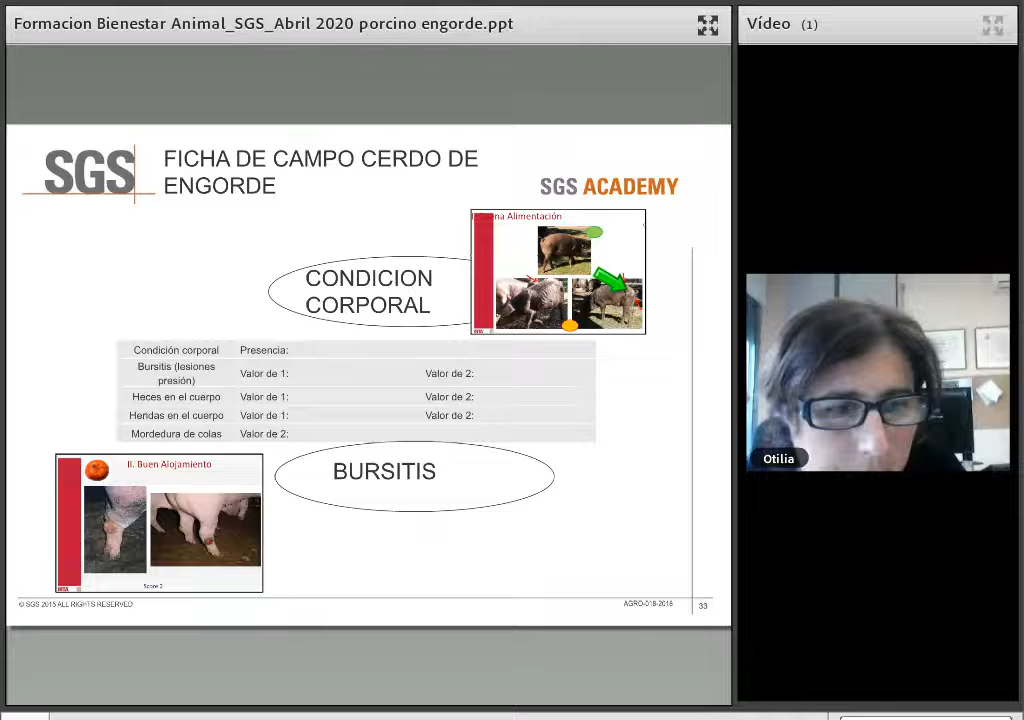 Formacion Bienestar Animal_SGS_Abril 2020 porcino engorde.ppt
Vídeo (1)
SGS
FICHA DE CAMPO CERDO DE
ENGORDE
SGS ACADEMY
Alimentación
CONDICION
CORPORAL
Condición corporal Presencia:
Bursitis (lesiones
presión) Valor de 1: Valor de 2:
Heces en el cuerpo Valor de 1: Valor de 2:
Heridas en el cuerpo Valor de 1: Valor de 2:
Mordedura de colas Valor de 2:
Otilia
II. Buen Alojamiento
BURSITIS
Score 2
© SGS 2015 ALL RIGHTS RESERVED
AGRO-018-2018
33